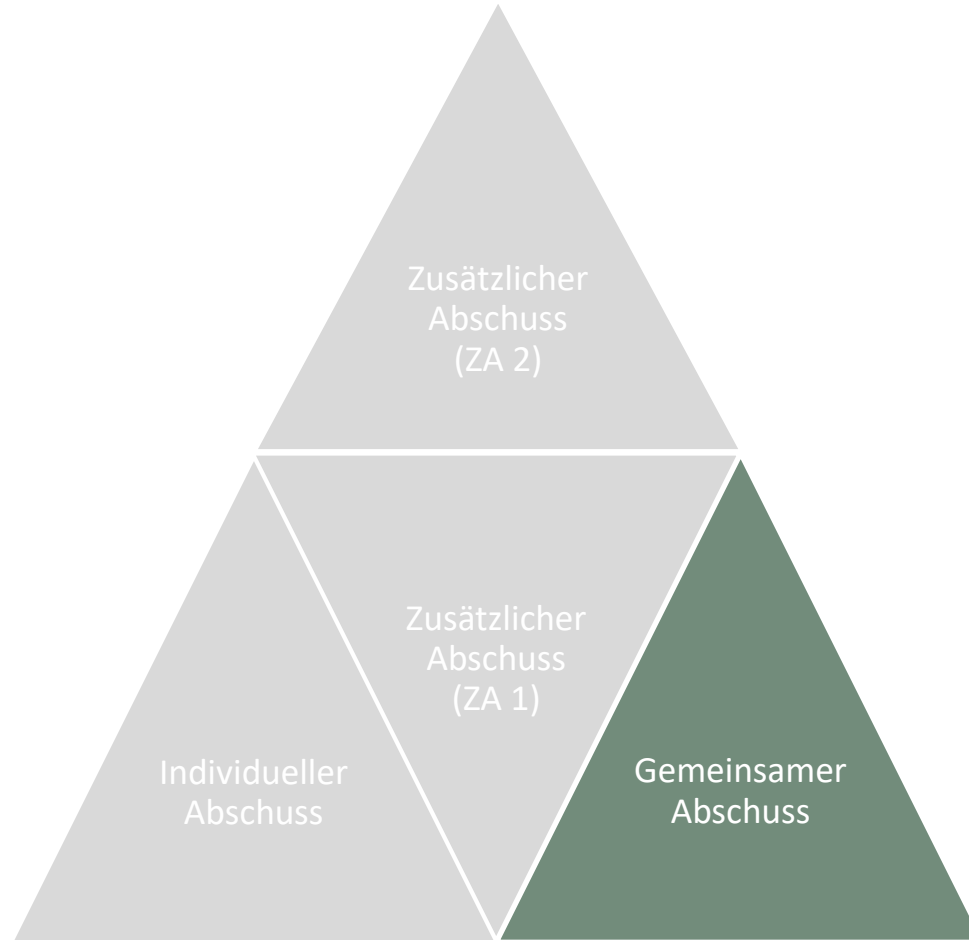 Zusätzlicher
Abschuss
(ZA 2)
Zusätzlicher
Abschuss
(ZA 1)
Individueller
Abschuss
Gemeinsamer
Abschuss